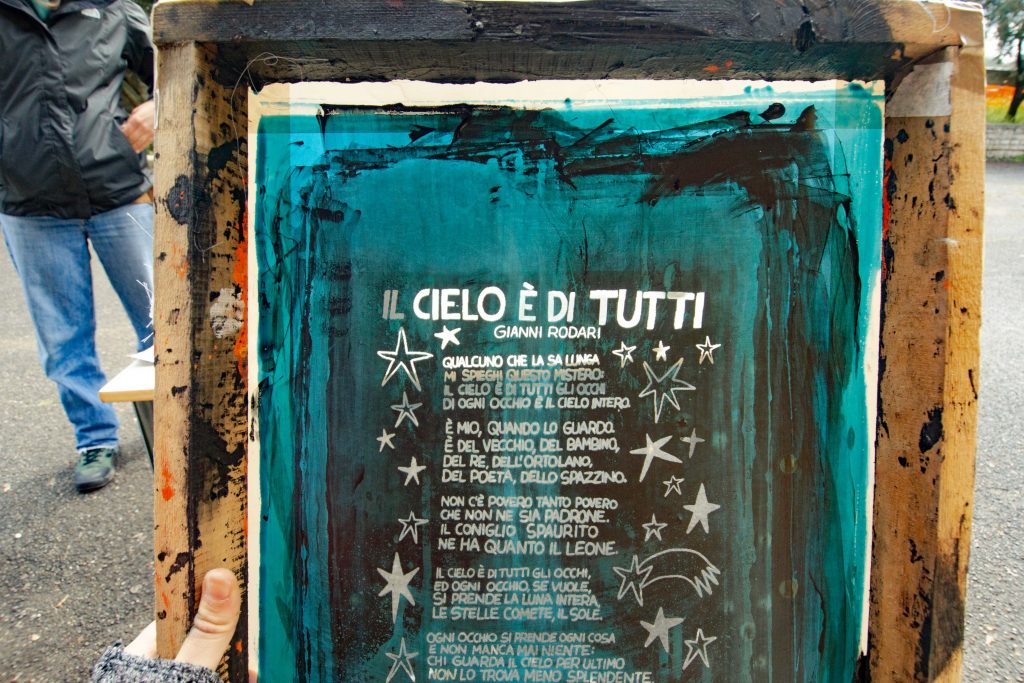 IL CIELO È DI TUTTI
GIANNI RODARI
QUALCUNO CHE LA SA LUNGA
MI SPIEGHI QUESTO MISTERO:
IL CIELO È DI TUTTI GLI OCCHI
DI OGNI OCCHIO È IL CIELO INTERO.
È MIO, QUANDO LO GUARDO.
È DEL VECCHIO, DEL BAMBINO,
DEL RE, DELL'ORTOLANO,
DEL POETA, DELLO SPAZZINO.
NON C'È POVERO TANTO POVERO
CHE NON NE SIA PADRONE.
IL CONIGLIO SPAURITO
NE HA QUANTO IL LEONE.
IL CIELO È DI TUTTI GLI OCCHI,
ED OGNI OCCHIO, SE VUOLE,
SI PRENDE LA LUNA INTERA,
LE STELLE COMETE, IL SOLE.
OGNI OCCHIO SI PRENDE OGNI COSA
E NON MANCA MAI NIENTE:
CHI GUARDA IL CIELO PER ULTIMO
NON LO TROVA MENO SPLENDENTE.